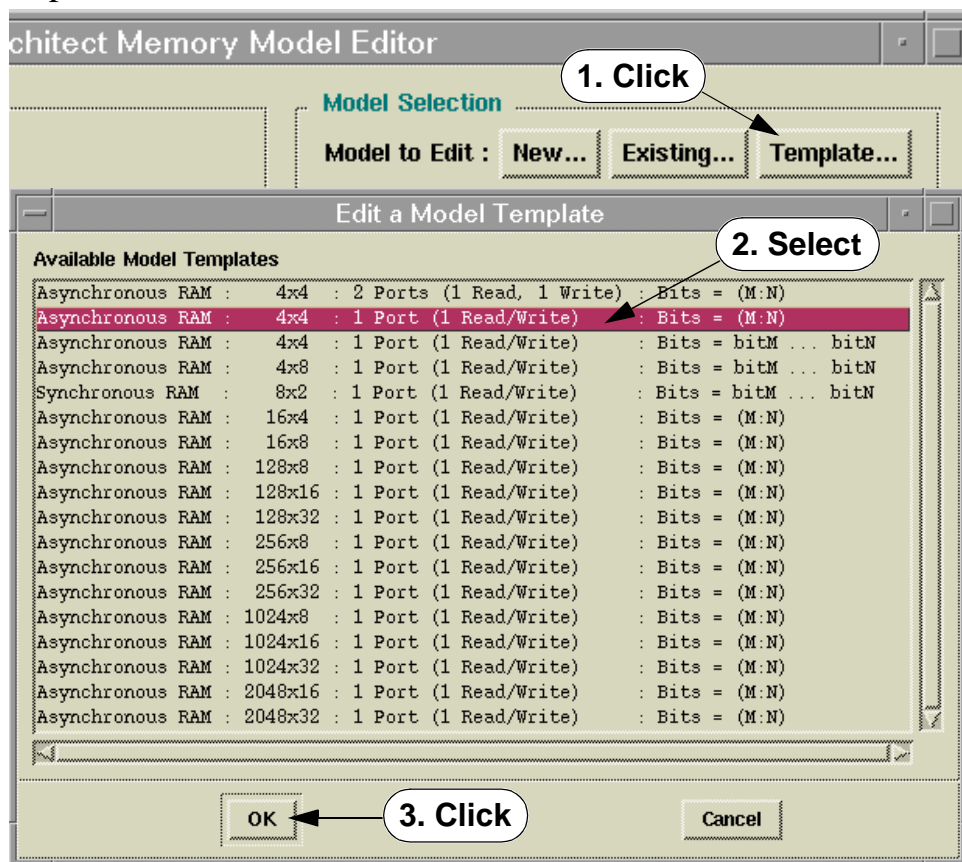 chitect Memory Model Editor
1. Click
Model Selection
Model to Edit : New... Existing... Template...
Edit a Model Template
2. Select
Available Model Templates
Asynchronous RAM : 4x4 : 2 Ports (1 Read, 1 Write) : Bits = (M:N)
Asynchronous RAM : 4x4 : 1 Port (1 Read/Write) : Bits = (M:N)
Asynchronous RAM : 4x4 : 1 Port (1 Read/Write) : Bits = bitM ... bitN
Asynchronous RAM : 4x8 : 1 Port (1 Read/Write) : Bits = bitM ... bitN
Synchronous RAM : 8x2 : 1 Port (1 Read/Write) : Bits = bitM ... bitN
Asynchronous RAM : 16x4 : 1 Port (1 Read/Write) : Bits = (M:N)
Asynchronous RAM : 16x8 : 1 Port (1 Read/Write) : Bits = (M:N)
Asynchronous RAM : 128x8 : 1 Port (1 Read/Write) : Bits = (M:N)
Asynchronous RAM : 128x16 : 1 Port (1 Read/Write) : Bits = (M:N)
Asynchronous RAM : 128x32 : 1 Port (1 Read/Write) : Bits = (M:N)
Asynchronous RAM : 256x8 : 1 Port (1 Read/Write) : Bits = (M:N)
Asynchronous RAM : 256x16 : 1 Port (1 Read/Write) : Bits = (M:N)
Asynchronous RAM : 256x32 : 1 Port (1 Read/Write) : Bits = (M:N)
Asynchronous RAM : 1024x8 : 1 Port (1 Read/Write) : Bits = (M:N)
Asynchronous RAM : 1024x16 : 1 Port (1 Read/Write) : Bits = (M:N)
Asynchronous RAM : 1024x32 : 1 Port (1 Read/Write) : Bits = (M:N)
Asynchronous RAM : 2048x16 : 1 Port (1 Read/Write) : Bits = (M:N)
Asynchronous RAM : 2048x32 : 1 Port (1 Read/Write) : Bits = (M:N)
OK 3. Click Cancel